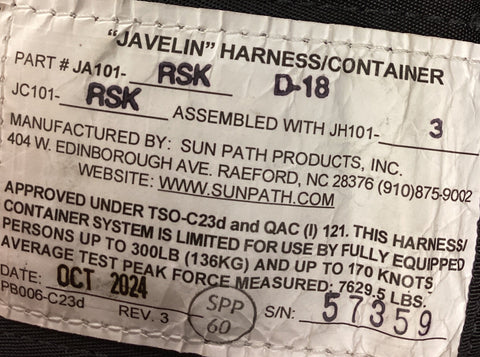 "JAVELIN" HARNESS/CONTAINER
PART # JA101- RSK D-18
JC101- RSK ASSEMBLED WITH JH101- 3
MANUFACTURED BY: SUN PATH PRODUCTS, INC.
404 W. EDINBOROUGH AVE. RAEFORD, NC 28376 (910)875-9002
WEBSITE: WWW.SUNPATH.COM
APPROVED UNDER TSO-C23d and QAC (I) 121. THIS HARNESS/
CONTAINER SYSTEM IS LIMITED FOR USE BY FULLY EQUIPPED
PERSONS UP TO 300LB (136KG) AND UP TO 170 KNOTS.
AVERAGE TEST PEAK FORCE MEASURED: 7629.5 LBS.
DATE: OCT 2024 SPP 60 S/N: 57359
PB006-C23d REV. 3